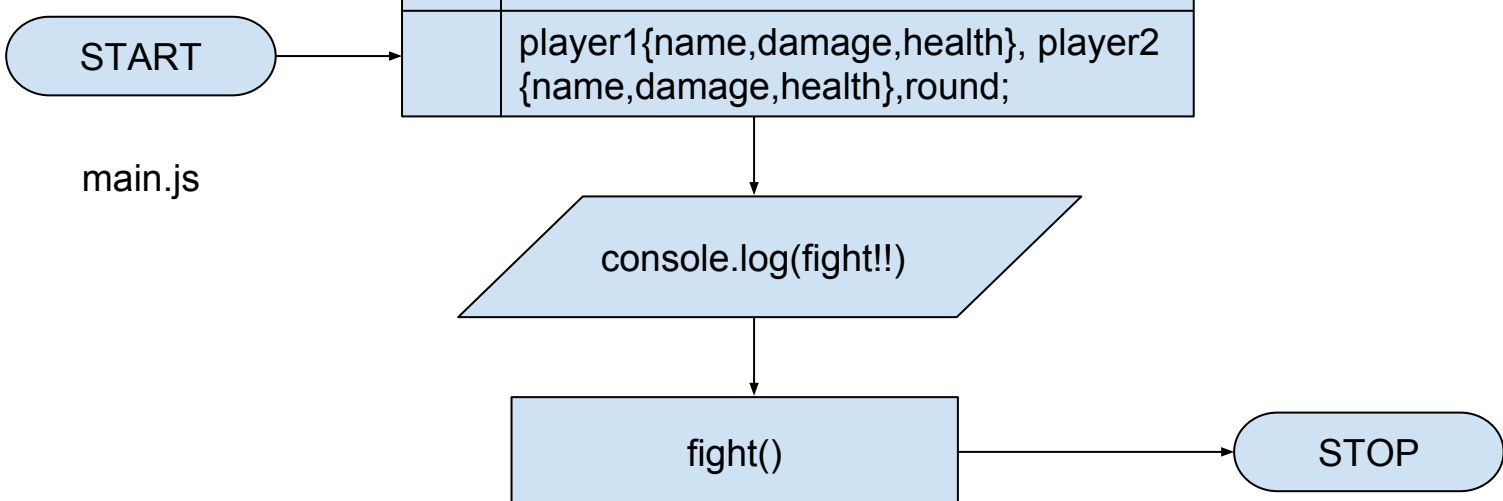 START
player1{name,damage,health}, player2
{name,damage,health},round;
main.js
console.log(fight!!)
fight()
STOP